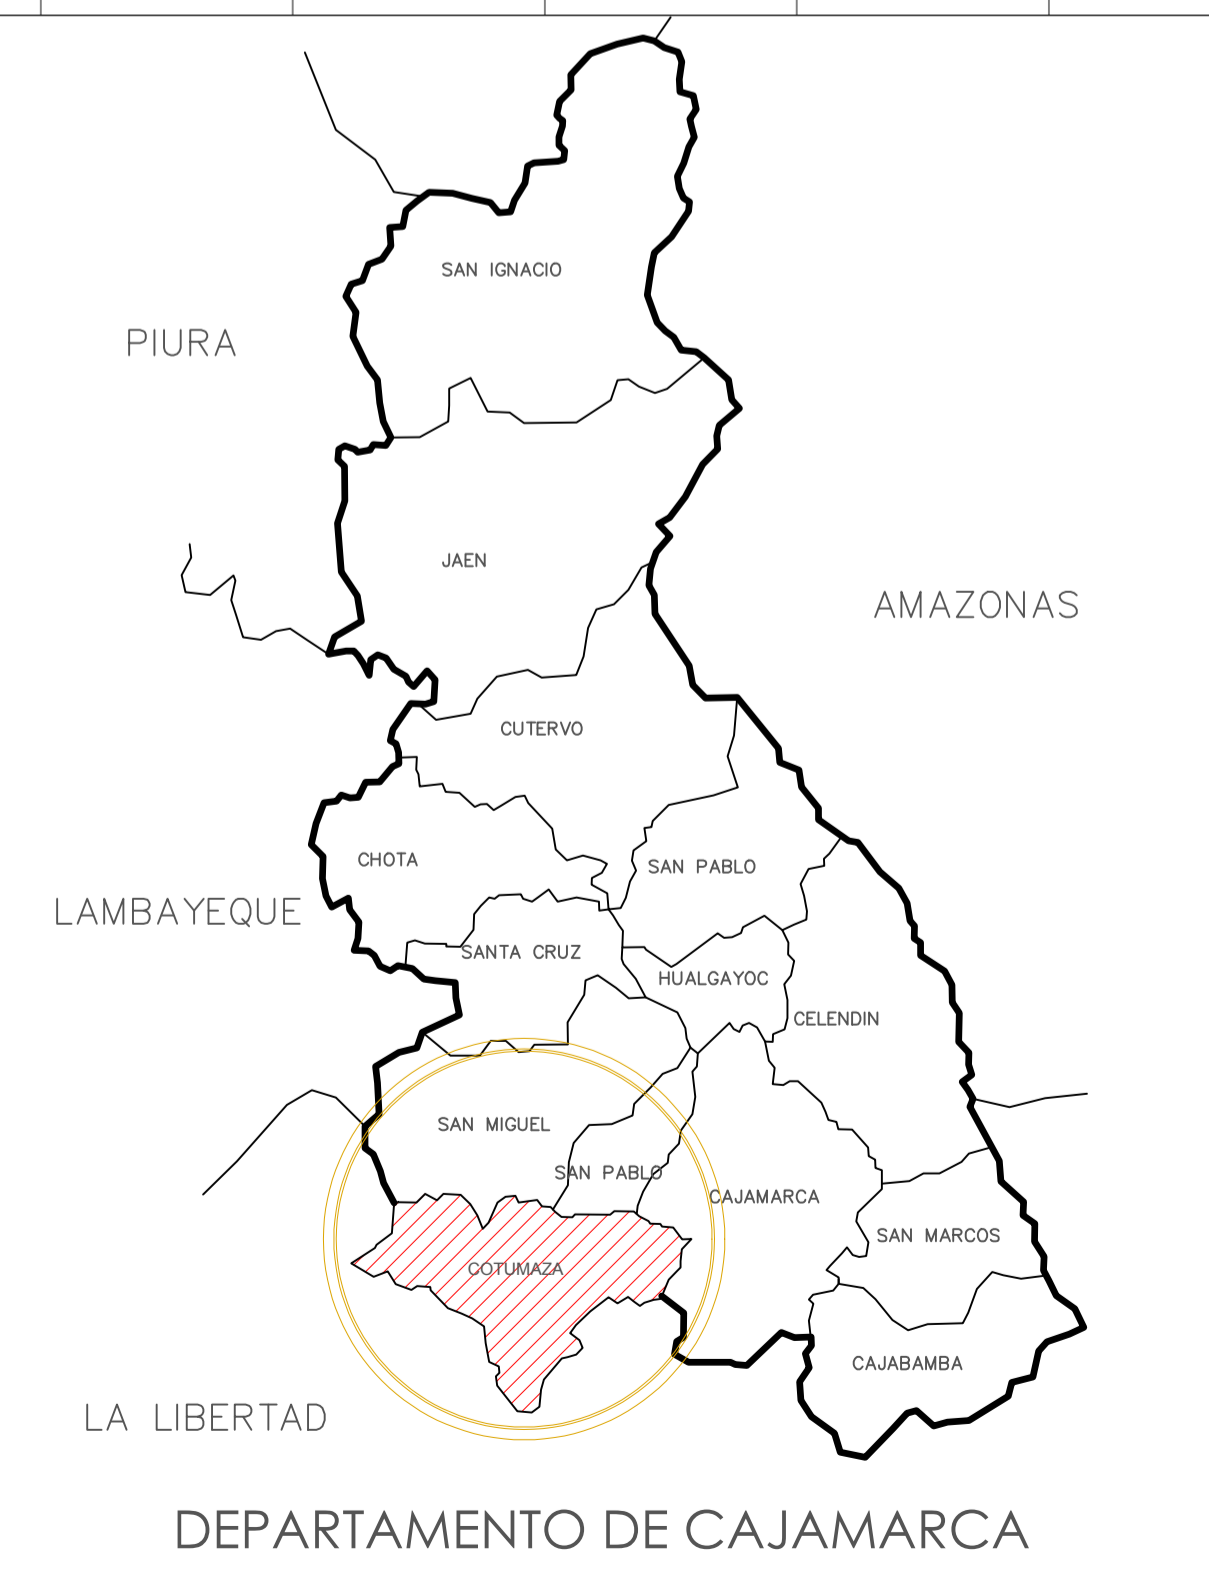 SAN IGNACIO
PIURA
JAEN
AMAZONAS
CUTERVO
CHOTA
SAN PABLO
LAMBAYEQUE
SANTA CRUZ
HUALGAYOC
CELENDIN
SAN MIGUEL
SAN PABLO
CAJAMARCA
SAN MARCOS
COTUMAZA
CAJABAMBA
LA LIBERTAD
DEPARTAMENTO DE CAJAMARCA